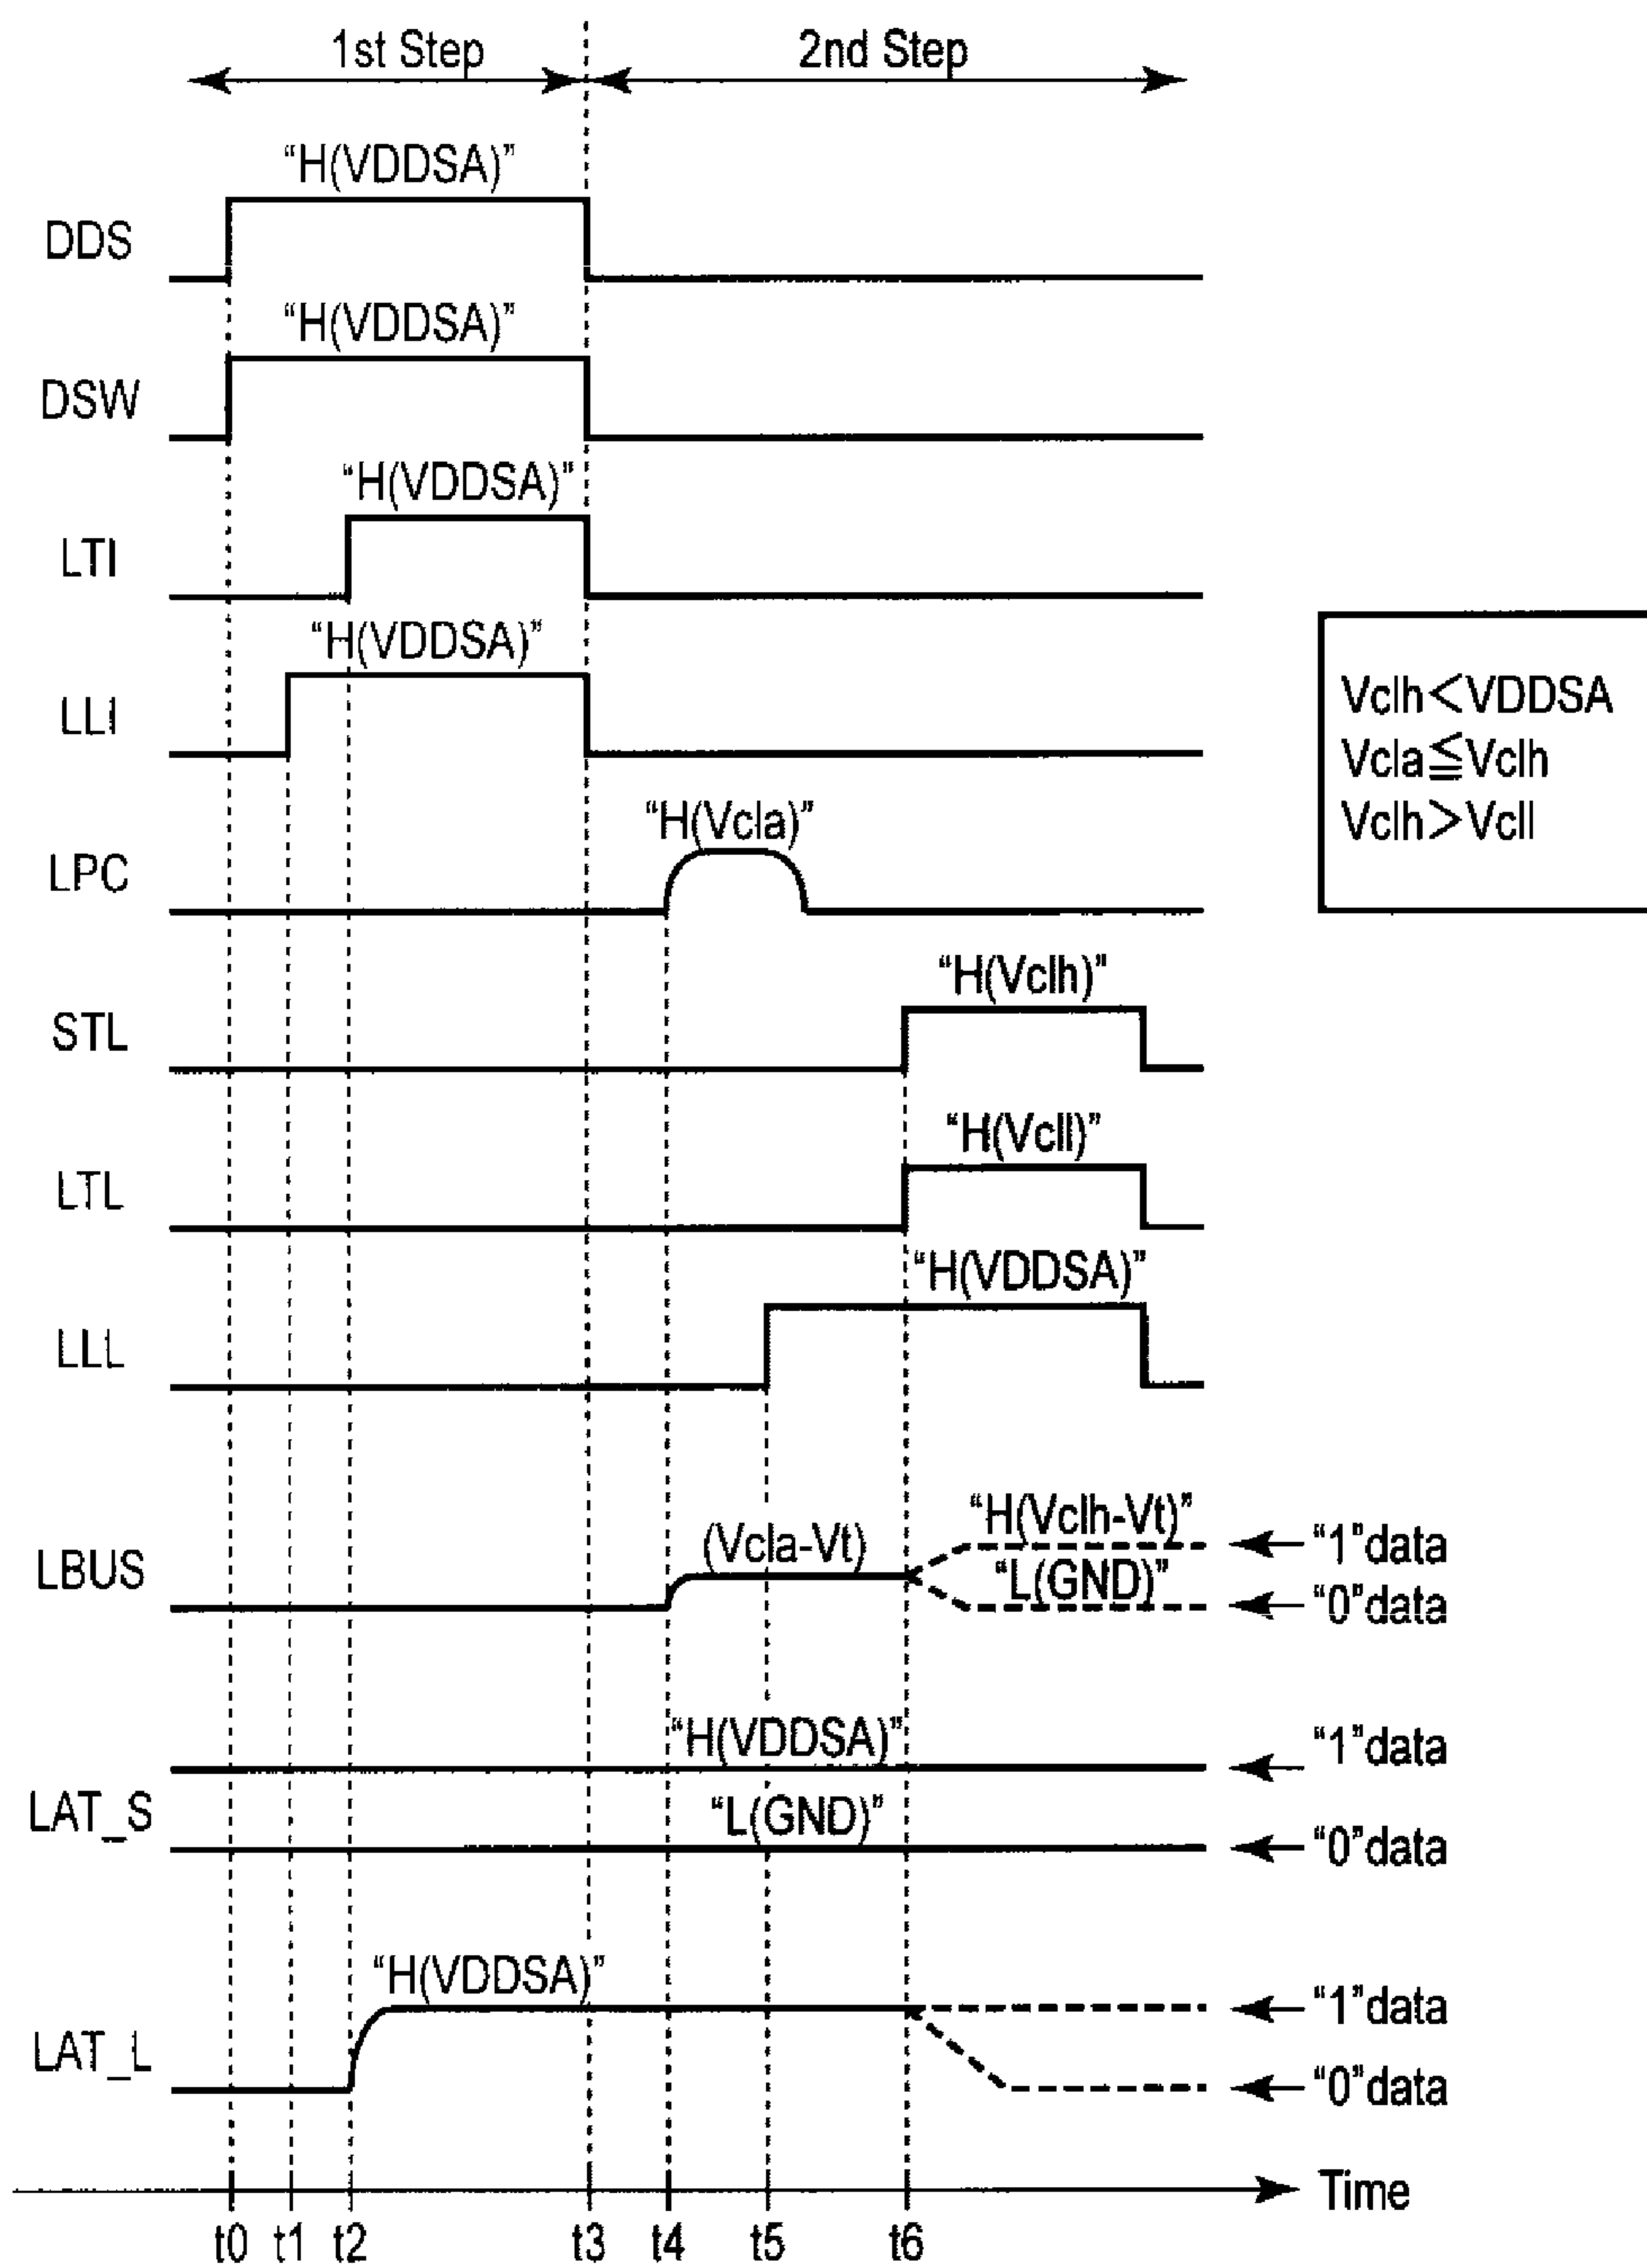 1st Step 2nd Step
“H(VDDSA)”
DDS
“H(VDDSA)”
DSW
“H(VDDSA)”
LTI
“H(VDDSA)”
LLI
Vclh<VDDSA
Vcla≦Vclh
Vclh>Vcll
“H(Vcla)”
LPC
“H(Vclh)”
STL
“H(Vcll)”
LTL
“H(VDDSA)”
LLL
“H(Vclh-Vt)”
(Vcla-Vt) “1”data
LBUS “L(GND)”
“0”data
“H(VDDSA)” “1”data
LAT_S “L(GND)”
“0”data
“H(VDDSA)”
“1”data
LAT_L
“0”data
Time
t0 t1 t2 t3 t4 t5 t6